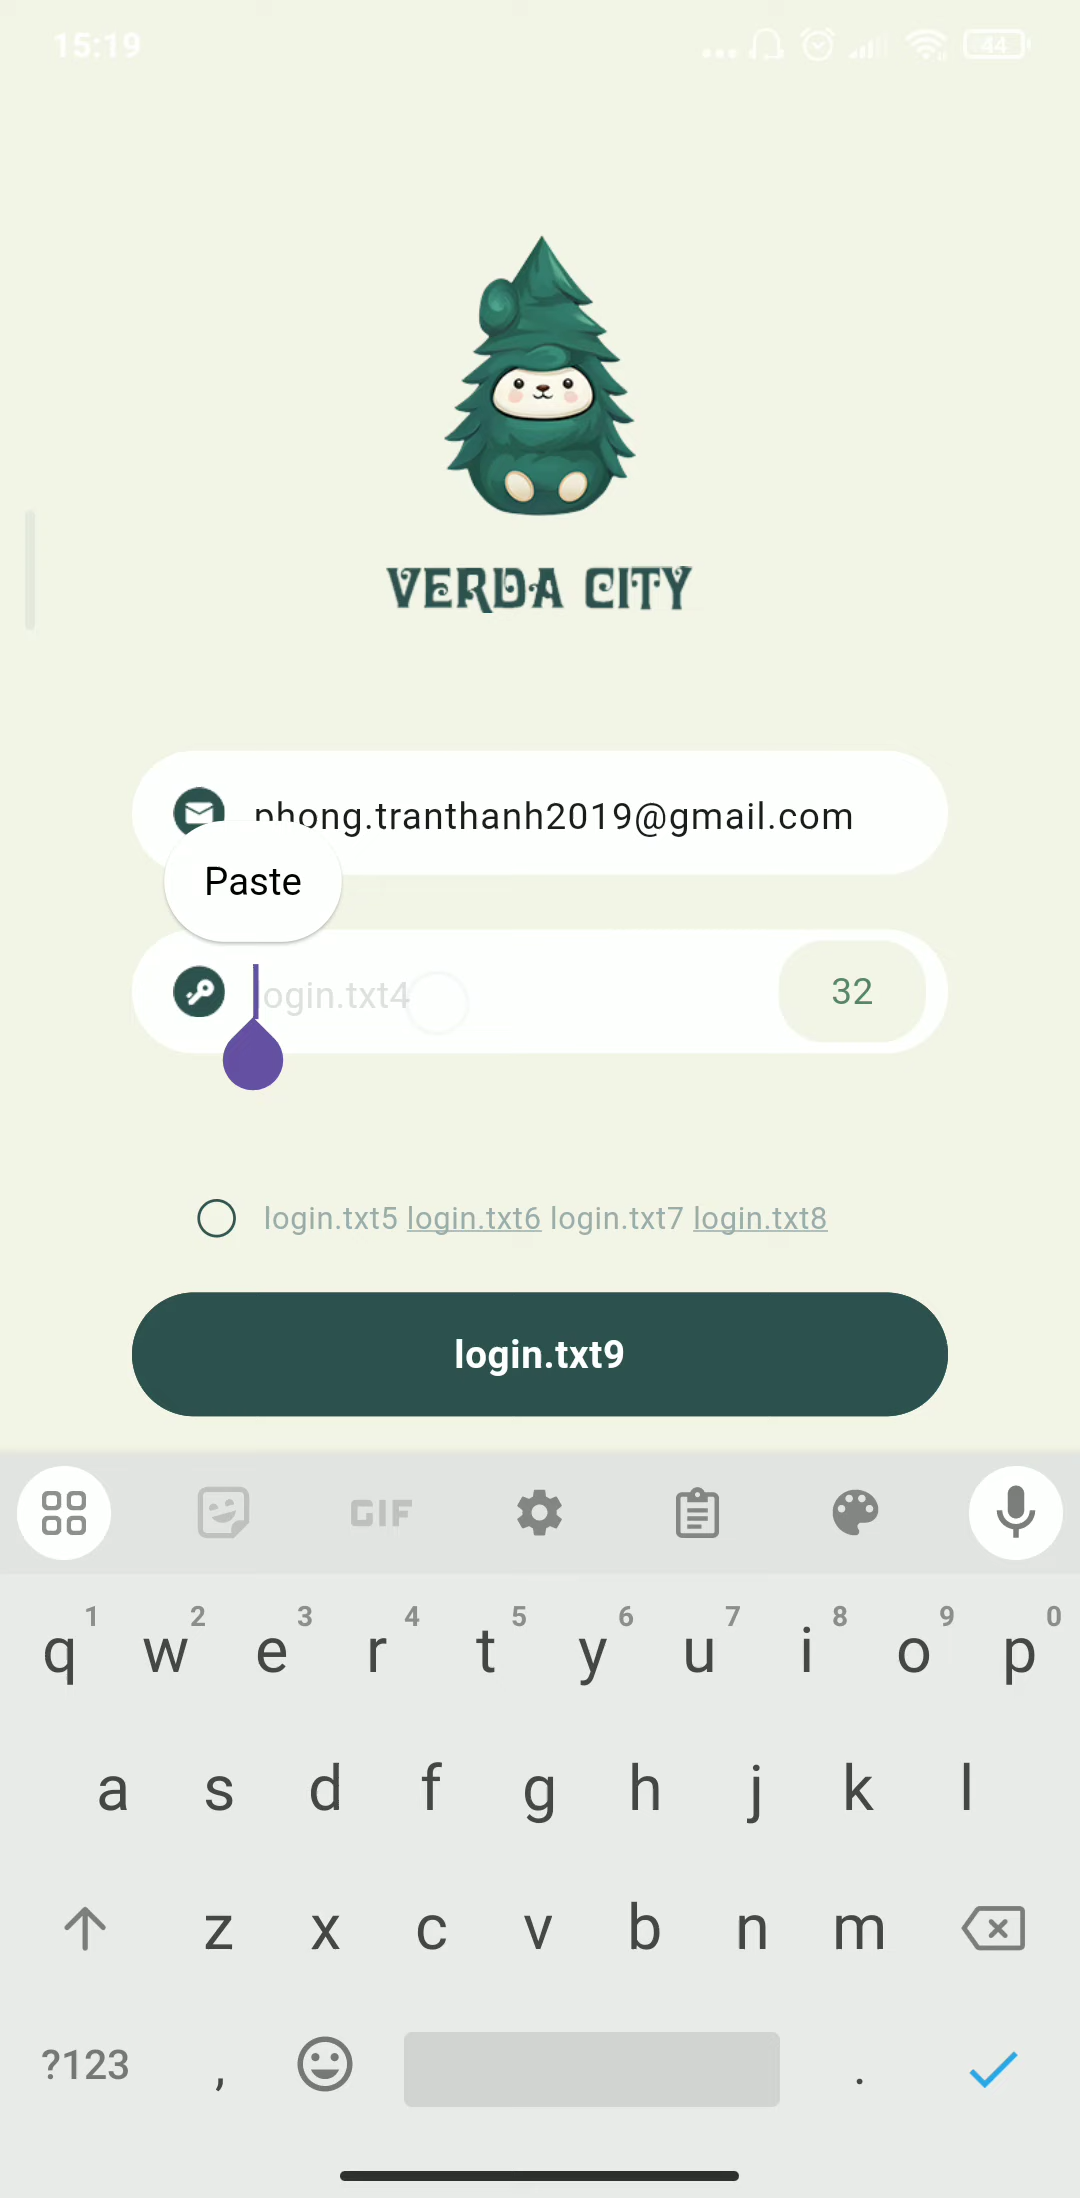 15:19
44
VERDA CITY
phong.tranthanh2019@gmail.com
Paste
login.txt4
32
login.txt5 login.txt6 login.txt7 login.txt8
login.txt9
GIF
1 2 3 4 5 6 7 8 9 0
q w e r t y u i o p
a s d f g h j k l
z x c v b n m
?123 , .